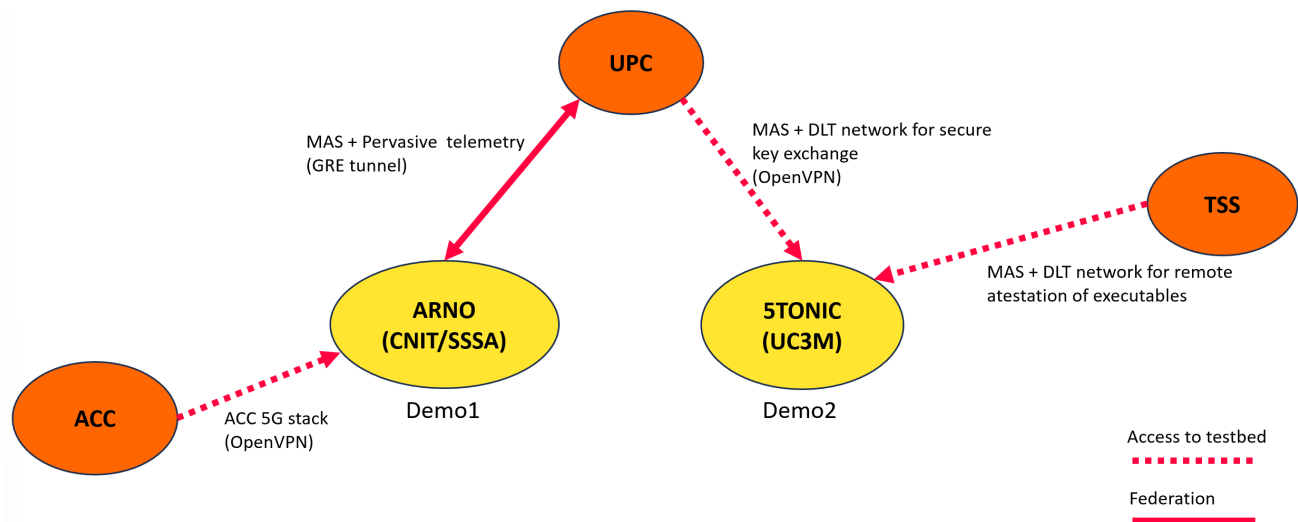 UPC
MAS + Pervasive telemetry
(GRE tunnel)
MAS + DLT network for secure
key exchange
(OpenVPN)
TSS
MAS + DLT network for remote
atestation of executables
ARNO
(CNIT/SSSA)
Demo1
5TONIC
(UC3M)
Demo2
ACC
ACC 5G stack
(OpenVPN)
Access to testbed
Federation